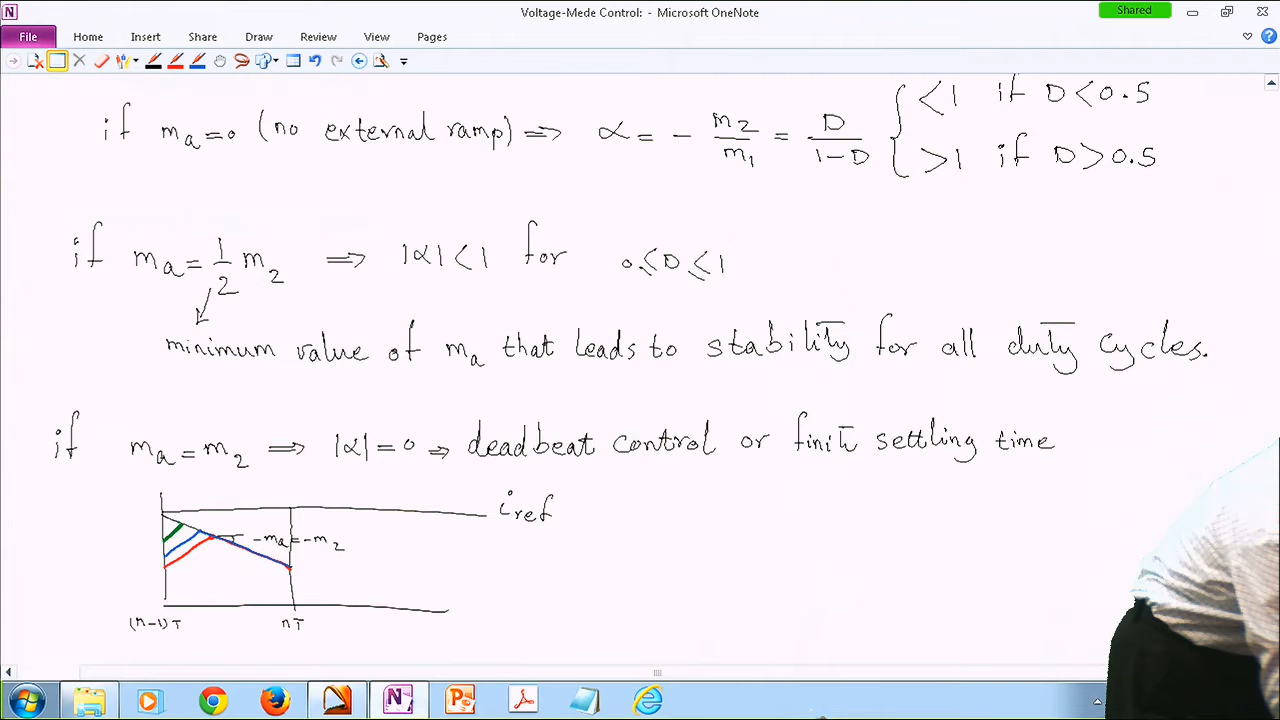 Voltage-Mede Control: - Microsoft OneNote
Shared
File Home Insert Share Draw Review View Pages
if ma=0 (no external ramp) ⇒ α = - m2/m1 = D/1-D { <1 if D<0.5
>1 if D>0.5
if ma = 1/2 m2 ⇒ |α|<1 for 0≤D≤1
minimum value of ma that leads to stability for all duty cycles.
if ma = m2 ⇒ |α|=0 ⇒ deadbeat control or finite settling time
iref
-ma=-m2
(n-1)T nT